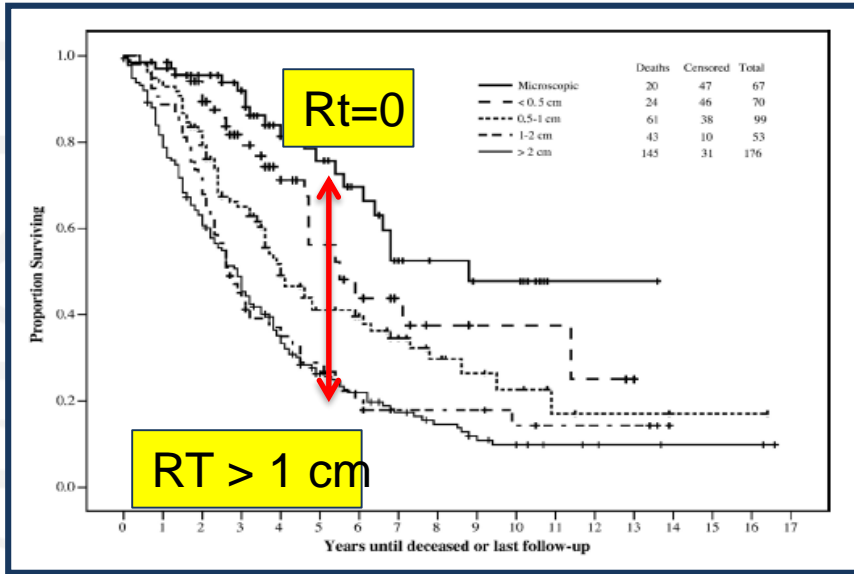 Deaths Censored Total
Microscopic 20 47 67
< 0.5 cm 24 46 70
0.5-1 cm 61 38 99
1-2 cm 43 10 53
> 2 cm 145 31 176
Rt=0
RT > 1 cm
Proportion Surviving
1.0
0.8
0.6
0.4
0.2
0.0
0 1 2 3 4 5 6 7 8 9 10 11 12 13 14 15 16 17
Years until deceased or last follow-up